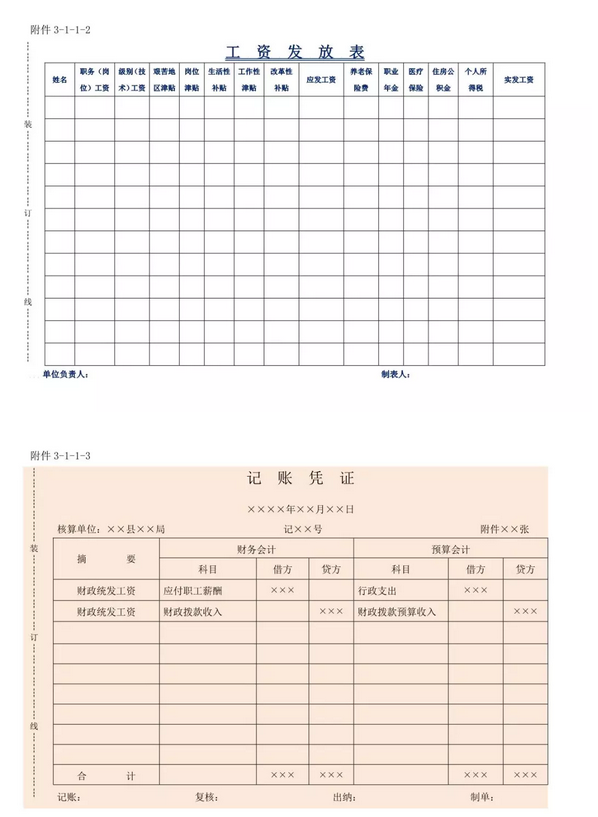 附件 3-1-1-2
工 资 发 放 表
姓名 职务（岗位）工资 级别（技术）工资 艰苦地区津贴 岗位津贴 生活性补贴 工作性津贴 改革性补贴 应发工资 养老保险费 职业年金 医疗保险 住房公积金 个人所得税 实发工资
装
订
线
单位负责人： 制表人：
附件 3-1-1-3
记 账 凭 证
××××年××月××日
核算单位：××县××局 记××号 附件××张
摘 要 财务会计 预算会计
科目 借方 贷方 科目 借方 贷方
财政统发工资 应付职工薪酬 ××× 行政支出 ×××
财政统发工资 财政拨款收入 ××× 财政拨款预算收入 ×××
装
订
线
合 计 ××× ××× ××× ×××
记账： 复核： 出纳： 制单：